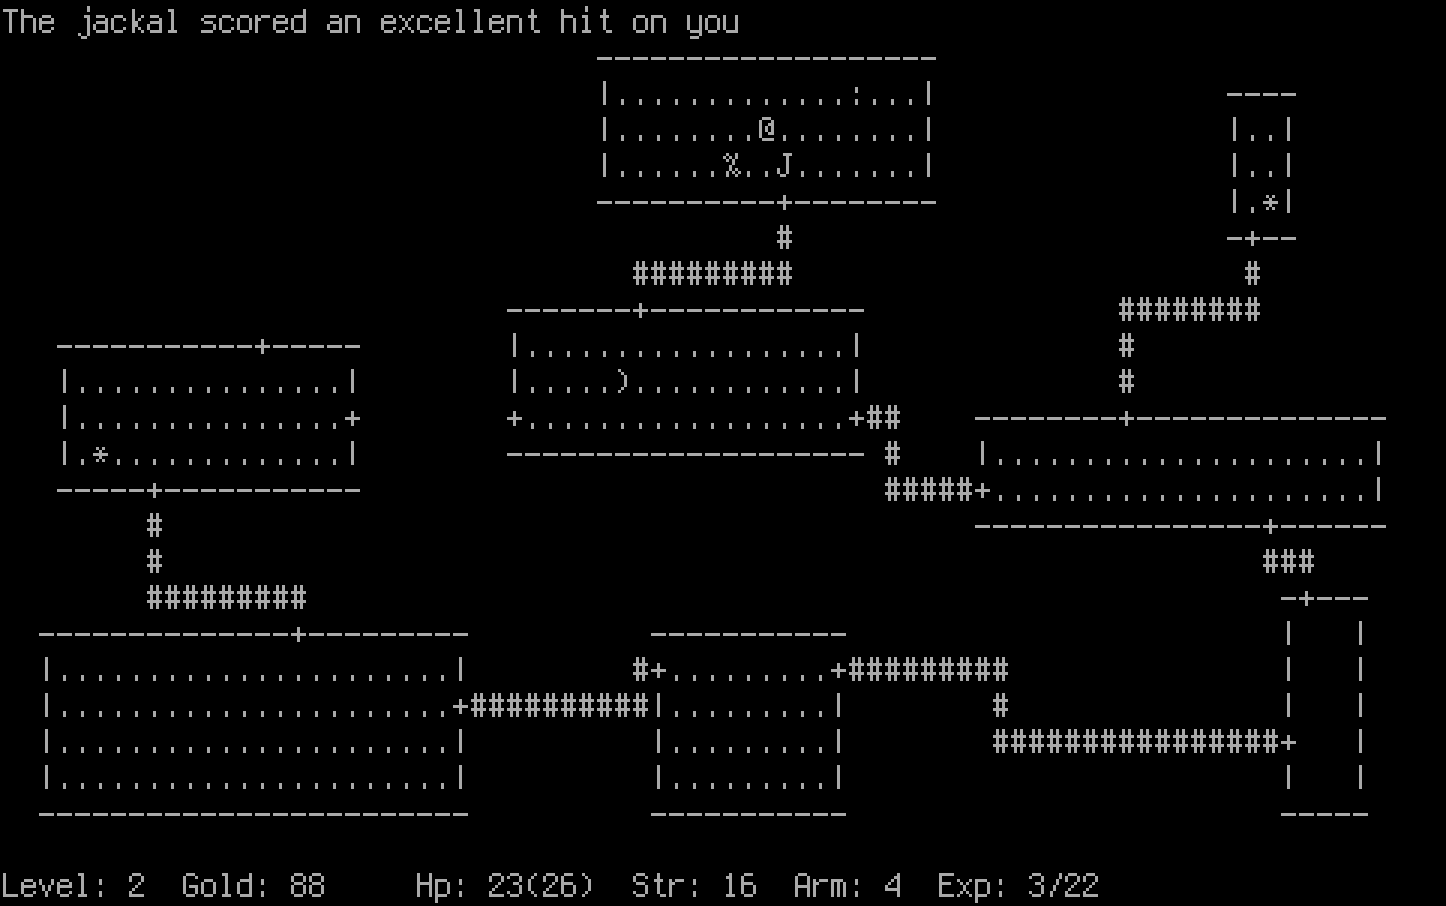 The jackal scored an excellent hit on you
                                 -------------------
                                 |.............:...|                ----
                                 |........@........|                |..|
                                 |......%..J.......|                |..|
                                 ----------+--------                |.*|
                                           #                        -+--
                                   #########                         #
                            -------+------------              ########
   -----------+-----        |..................|              #
   |...............|        |.....)............|              #
   |...............+        +..................+##    --------+--------------
   |.*.............|        -------------------- #    |.....................|
   -----+-----------                             #####+.....................|
        #                                             ----------------+------
        #                                                             ###
        #########                                                      -+---
  --------------+---------          -----------                        |   |
  |......................|         #+.........+#########               |   |
  |......................+##########|.........|        #               |   |
  |......................|          |.........|        ################+   |
  |......................|          |.........|                        |   |
  ------------------------          -----------                        -----
Level: 2  Gold: 88     Hp: 23(26)  Str: 16  Arm: 4  Exp: 3/22